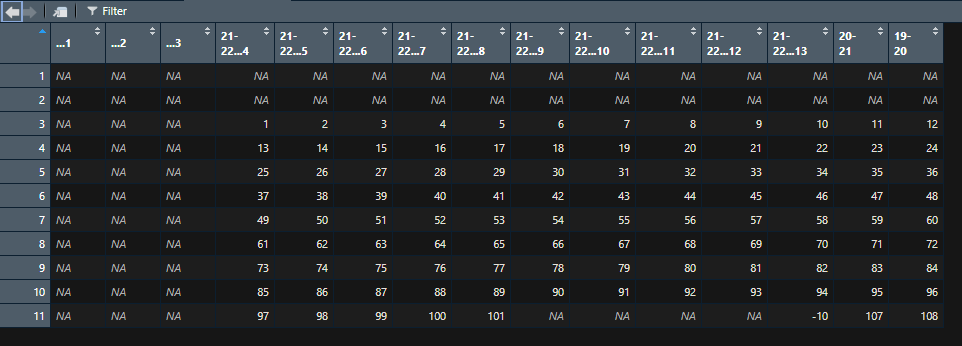 Filter
...1 ...2 ...3 21-22...4 21-22...5 21-22...6 21-22...7 21-22...8 21-22...9 21-22...10 21-22...11 21-22...12 21-22...13 20-21 19-20
1 NA NA NA NA NA NA NA NA NA NA NA NA NA NA NA
2 NA NA NA NA NA NA NA NA NA NA NA NA NA NA NA
3 NA NA NA 1 2 3 4 5 6 7 8 9 10 11 12
4 NA NA NA 13 14 15 16 17 18 19 20 21 22 23 24
5 NA NA NA 25 26 27 28 29 30 31 32 33 34 35 36
6 NA NA NA 37 38 39 40 41 42 43 44 45 46 47 48
7 NA NA NA 49 50 51 52 53 54 55 56 57 58 59 60
8 NA NA NA 61 62 63 64 65 66 67 68 69 70 71 72
9 NA NA NA 73 74 75 76 77 78 79 80 81 82 83 84
10 NA NA NA 85 86 87 88 89 90 91 92 93 94 95 96
11 NA NA NA 97 98 99 100 101 NA NA NA NA -10 107 108